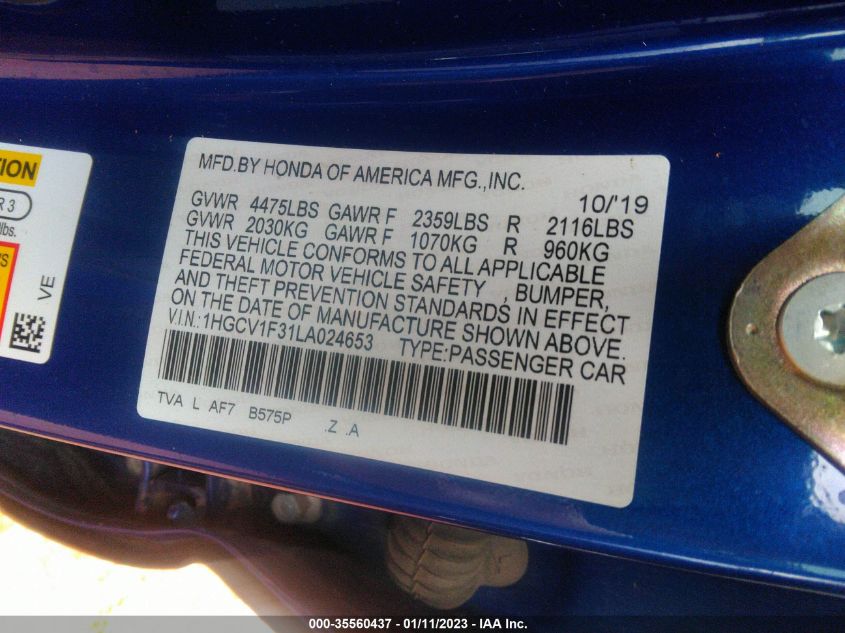 TION
R 3
lbs.
S
VE
MFD.BY HONDA OF AMERICA MFG.,INC.
10/'19
GVWR 4475LBS GAWR F 2359LBS R 2116LBS
GVWR 2030KG GAWR F 1070KG R 960KG
THIS VEHICLE CONFORMS TO ALL APPLICABLE
FEDERAL MOTOR VEHICLE SAFETY , BUMPER,
AND THEFT PREVENTION STANDARDS IN EFFECT
ON THE DATE OF MANUFACTURE SHOWN ABOVE.
V.I.N.:1HGCV1F31LA024653 TYPE:PASSENGER CAR
TVA L AF7 B575P .Z .A
000-35560437 - 01/11/2023 - IAA Inc.